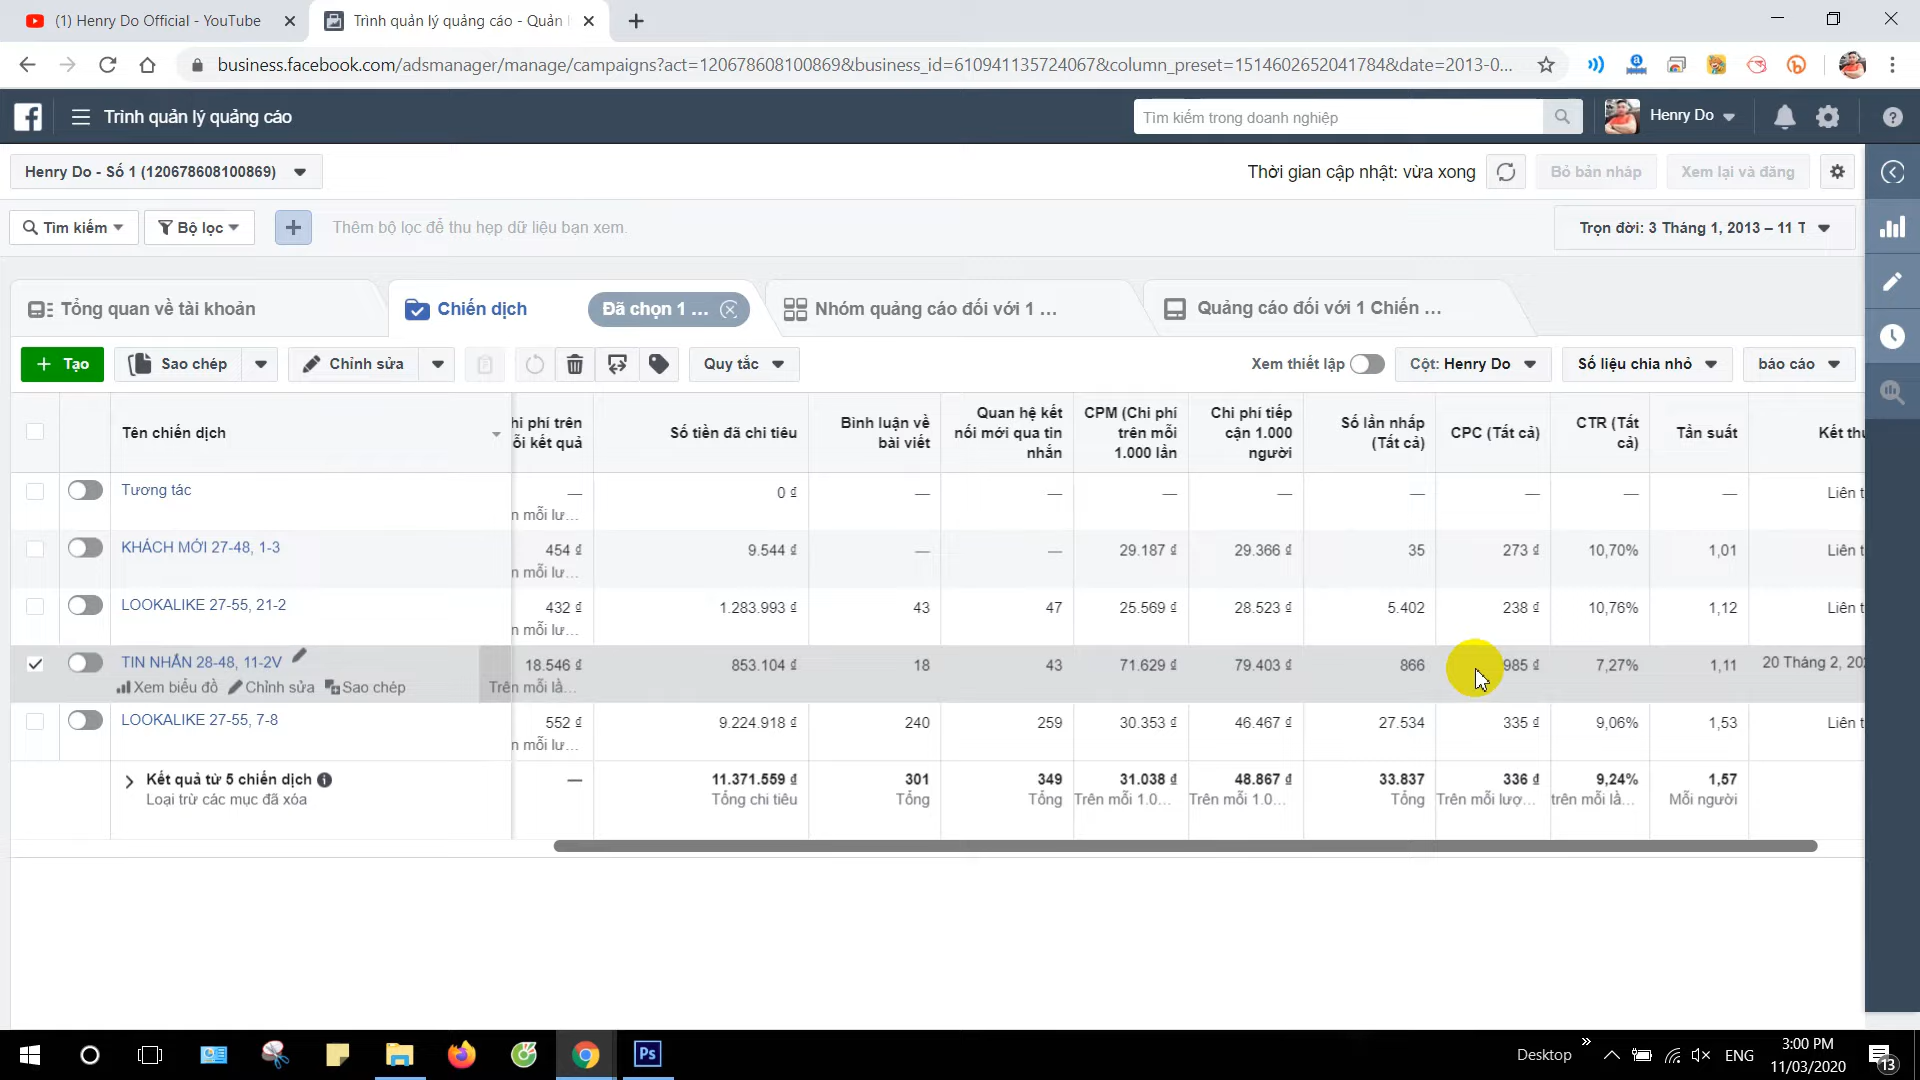 (1) Henry Do Official - YouTube
Trình quản lý quảng cáo - Quản l
business.facebook.com/adsmanager/manage/campaigns?act=120678608100869&business_id=610941135724067&column_preset=1514602652041784&date=2013-0...
Trình quản lý quảng cáo
Tìm kiếm trong doanh nghiệp
Henry Do
Henry Do - Số 1 (120678608100869)
Thời gian cập nhật: vừa xong
Bỏ bản nháp
Xem lại và đăng
Tìm kiếm
Bộ lọc
Thêm bộ lọc để thu hẹp dữ liệu bạn xem.
Trọn đời: 3 Tháng 1, 2013 – 11 T
Tổng quan về tài khoản
Chiến dịch
Đã chọn 1 ...
Nhóm quảng cáo đối với 1 ...
Quảng cáo đối với 1 Chiến ...
+ Tạo
Sao chép
Chỉnh sửa
Quy tắc
Xem thiết lập
Cột: Henry Do
Số liệu chia nhỏ
báo cáo
Tên chiến dịch
hi phí trên
ỗi kết quả
Số tiền đã chi tiêu
Bình luận về
bài viết
Quan hệ kết
nối mới qua tin
nhắn
CPM (Chi phí
trên mỗi
1.000 lần
Chi phí tiếp
cận 1.000
người
Số lần nhấp
(Tất cả)
CPC (Tất cả)
CTR (Tất
cả)
Tần suất
Kết thu
Tương tác
— 0 ₫ — — — — — — — — Liên t
n mỗi lư...
KHÁCH MỚI 27-48, 1-3
454 ₫ 9.544 ₫ — — 29.187 ₫ 29.366 ₫ 35 273 ₫ 10,70% 1,01 Liên t
n mỗi lư...
LOOKALIKE 27-55, 21-2
432 ₫ 1.283.993 ₫ 43 47 25.569 ₫ 28.523 ₫ 5.402 238 ₫ 10,76% 1,12 Liên t
n mỗi lư...
TIN NHẮN 28-48, 11-2V
18.546 ₫ 853.104 ₫ 18 43 71.629 ₫ 79.403 ₫ 866 985 ₫ 7,27% 1,11 20 Tháng 2, 202
Xem biểu đồ Chỉnh sửa Sao chép
Trên mỗi lầ...
LOOKALIKE 27-55, 7-8
552 ₫ 9.224.918 ₫ 240 259 30.353 ₫ 46.467 ₫ 27.534 335 ₫ 9,06% 1,53 Liên t
n mỗi lư...
Kết quả từ 5 chiến dịch
— 11.371.559 ₫ 301 349 31.038 ₫ 48.867 ₫ 33.837 336 ₫ 9,24% 1,57
Loại trừ các mục đã xóa
Tổng chi tiêu Tổng Tổng Trên mỗi 1.0... Trên mỗi 1.0... Tổng Trên mỗi lượ... trên mỗi lầ... Mỗi người
Ps
Desktop
ENG
3:00 PM
11/03/2020
13